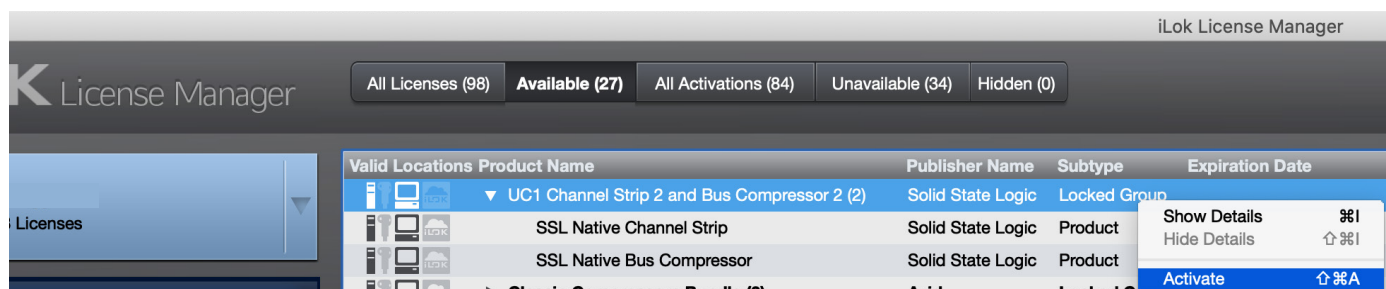 iLok License Manager
K License Manager
All Licenses (98) Available (27) All Activations (84) Unavailable (34) Hidden (0)
Licenses
Valid Locations Product Name Publisher Name Subtype Expiration Date
UC1 Channel Strip 2 and Bus Compressor 2 (2) Solid State Logic Locked Group
SSL Native Channel Strip Solid State Logic Product
SSL Native Bus Compressor Solid State Logic Product
Show Details ⌘I
Hide Details ⇧⌘I
Activate ⇧⌘A